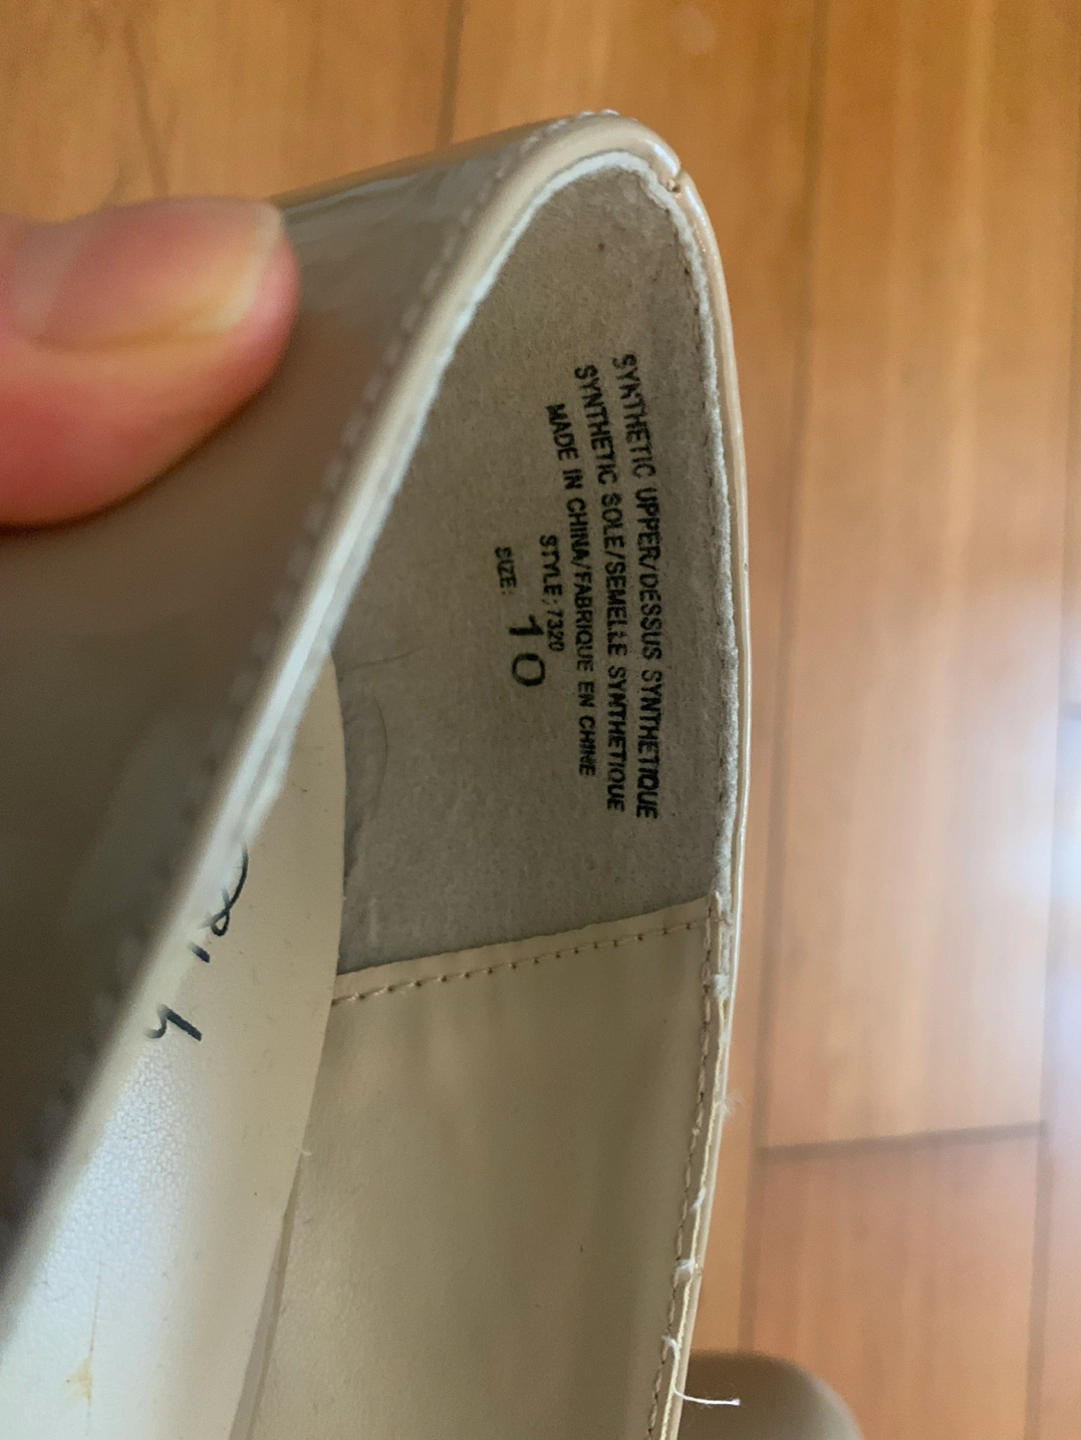 SYNTHETIC UPPER/DESSUS SYNTHETIQUE
SYNTHETIC SOLE/SEMELLE SYNTHETIQUE
MADE IN CHINA/FABRIQUE EN CHINE
STYLE: 7320
SIZE: 10